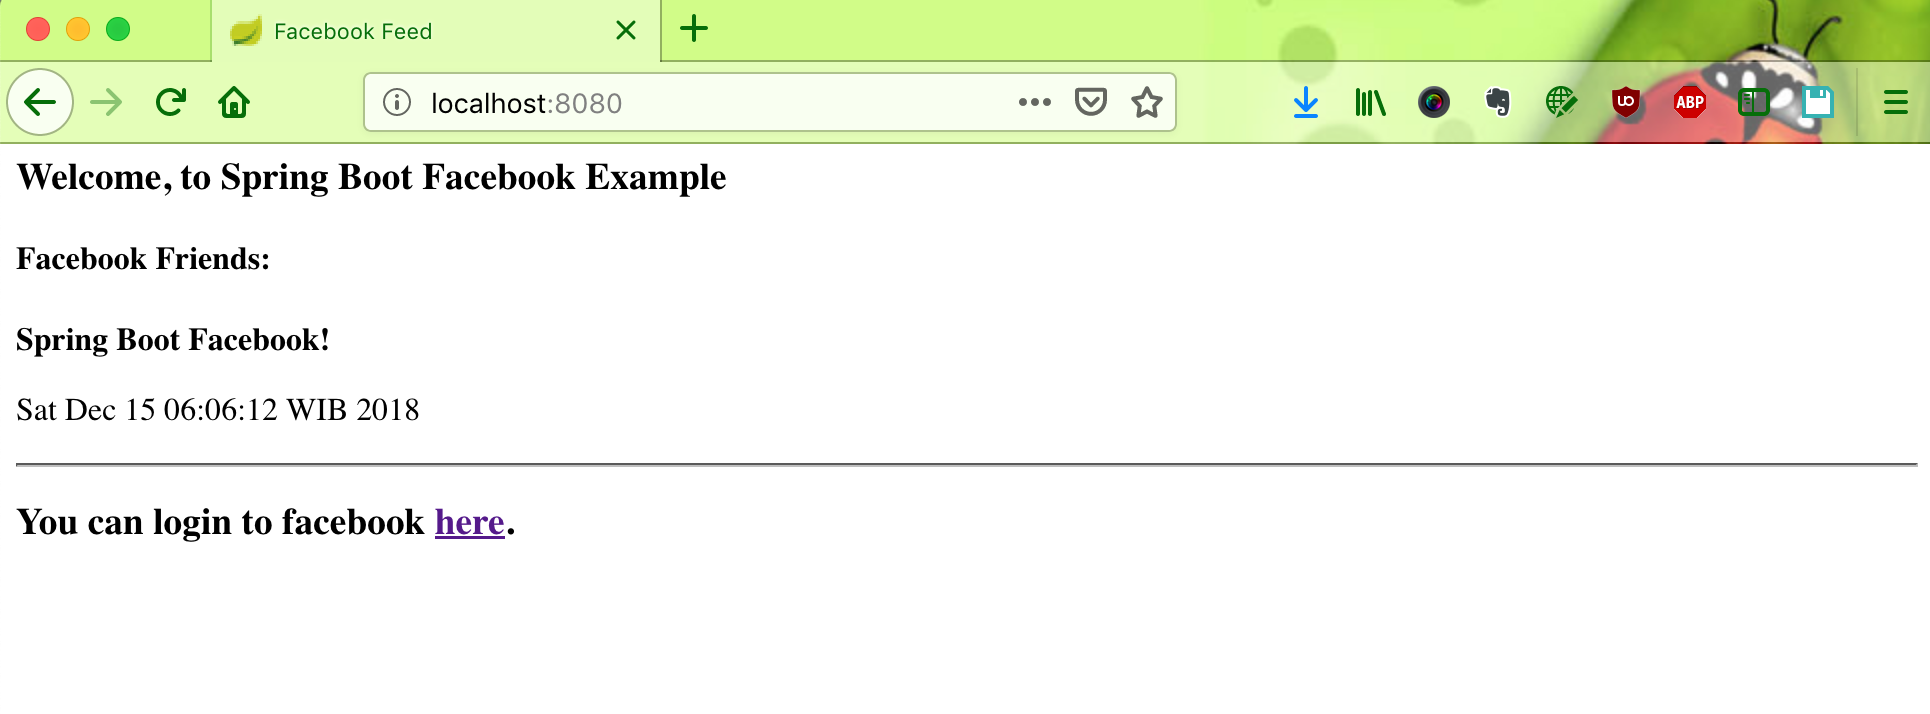 Facebook Feed
localhost:8080
UO
ABP
Welcome, to Spring Boot Facebook Example
Facebook Friends:
Spring Boot Facebook!
Sat Dec 15 06:06:12 WIB 2018
You can login to facebook here.